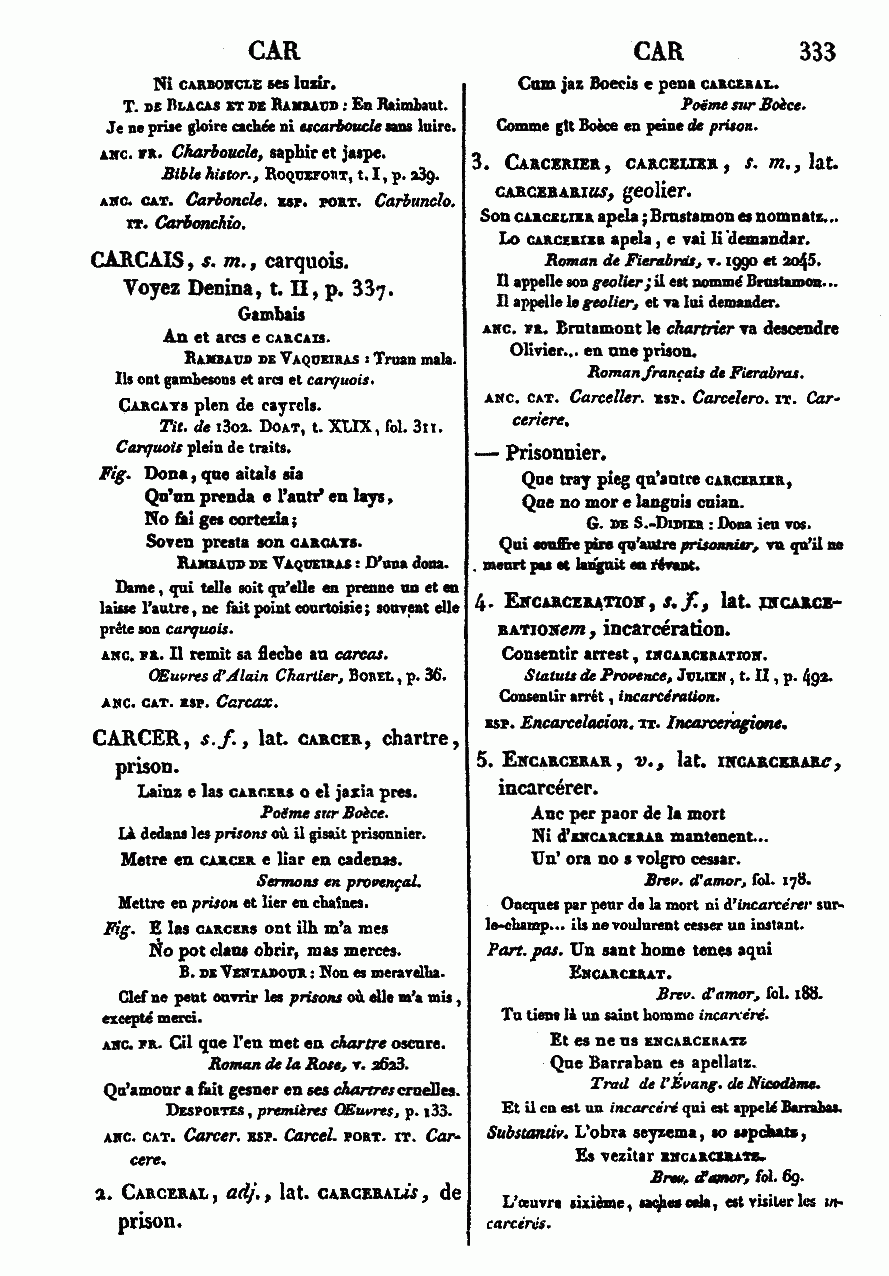 CAR
CAR 333
Ni CARBONCLE ses luzir.
T. DE BLACAS ET DE RAMBAUD : En Raimbaut.
Je ne prise gloire cachée ni escarboucle sans luire.
ANC. FR. Charboucle, saphir et jaspe.
Bible histor., ROQUEFORT, t. I, p. 239.
ANC. CAT. Carboncle. ESP. PORT. Carbunclo.
IT. Carbonchio.
CARCAIS, s. m., carquois.
Voyez Denina, t. II, p. 337.
Gambais
An et arcs e CARCAIS.
RAMBAUD DE VAQUEIRAS : Truan mala.
Ils ont gambesons et arcs et carquois.
CARCAYS plen de cayrels.
Tit. de 1302. DOAT, t. XLIX, fol. 311.
Carquois plein de traits.
Fig. Dona, que aitals sia
Qu'un prenda e l'autr' en lays,
No fai ges cortezia;
Soven presta son CARCAYS.
RAMBAUD DE VAQUEIRAS : D'una dona.
Dame, qui telle soit qu'elle en prenne un et en
laisse l'autre, ne fait point courtoisie; souvent elle
prête son carquois.
ANC. FR. Il remit sa fleche au carcas.
Œuvres d'Alain Chartier, BOREL, p. 36.
ANC. CAT. ESP. Carcax.
CARCER, s. f., lat. CARCER, chartre,
prison.
Lainz e las CARCERS o el jazia pres.
Poëme sur Boèce.
Là dedans les prisons où il gisait prisonnier.
Metre en CARCER e liar en cadenas.
Sermons en provençal.
Mettre en prison et lier en chaînes.
Fig. E las CARCERS ont ilh m'a mes
No pot claus obrir, mas merces.
B. DE VENTADOUR : Non es meravelha.
Clef ne peut ouvrir les prisons où elle m'a mis,
excepté merci.
ANC. FR. Cil que l'en met en chartre oscure.
Roman de la Rose, v. 2623.
Qu'amour a fait gesner en ses chartres cruelles.
DESPORTES, premières Œuvres, p. 133.
ANC. CAT. Carcer. ESP. Carcel. PORT. IT. Car-
cere.
2. CARCERAL, adj., lat. CARCERALis, de
prison.
Cum jaz Boecis e pena CARCERAL.
Poëme sur Boèce.
Comme gît Boèce en peine de prison.
3. CARCERIER, CARCELIER, s. m., lat.
CARCERARIus, geolier.
Son CARCELIER apela; Brustamon es nomnatz...
Lo CARCERIER apela, e vai li demandar.
Roman de Fierabras, v. 1990 et 2045.
Il appelle son geolier; il est nommé Brustamon...
Il appelle le geolier, et va lui demander.
ANC. FR. Brutamont le chartrier va descendre
Olivier... en une prison.
Roman français de Fierabras.
ANC. CAT. Carceller. ESP. Carcelero. IT. Car-
ceriere.
— Prisonnier.
Que tray pieg qu'autre CARCERIER,
Que no mor e languis cuian.
G. DE S.-DIDIER : Dona ieu vos.
Qui souffre pire qu'autre prisonnier, vu qu'il ne
meurt pas et languit en rêvant.
4. ENCARCERATION, s. f., lat. INCARCE-
RATIONem, incarcération.
Consentir arrest, INCARCERATION.
Statuts de Provence, JULIEN, t. II, p. 492.
Consentir arrêt, incarcération.
ESP. Encarcelacion. IT. Incarceragione.
5. ENCARCERAR, v., lat. INCARCERARe,
incarcérer.
Anc per paor de la mort
Ni d'ENCARCERAR mantenent...
Un' ora no s volgro cessar.
Brev. d'amor, fol. 178.
Oncques par peur de la mort ni d'incarcérer sur-
le-champ... ils ne voulurent cesser un instant.
Part. pas. Un sant home tenes aqui
ENCARCERAT.
Brev. d'amor, fol. 188.
Tu tiens là un saint homme incarcéré.
Et es ne us ENCARCERATZ
Que Barraban es apellatz.
Trad. de l'Évang. de Nicodème.
Et il en est un incarcéré qui est appelé Barrabas.
Substantiv. L'obra seyzema, so sapchats,
Es vezitar ENCARCERATZ.
Brev. d'amor, fol. 69.
L'œuvre sixième, saches cela, est visiter les in-
carcérés.